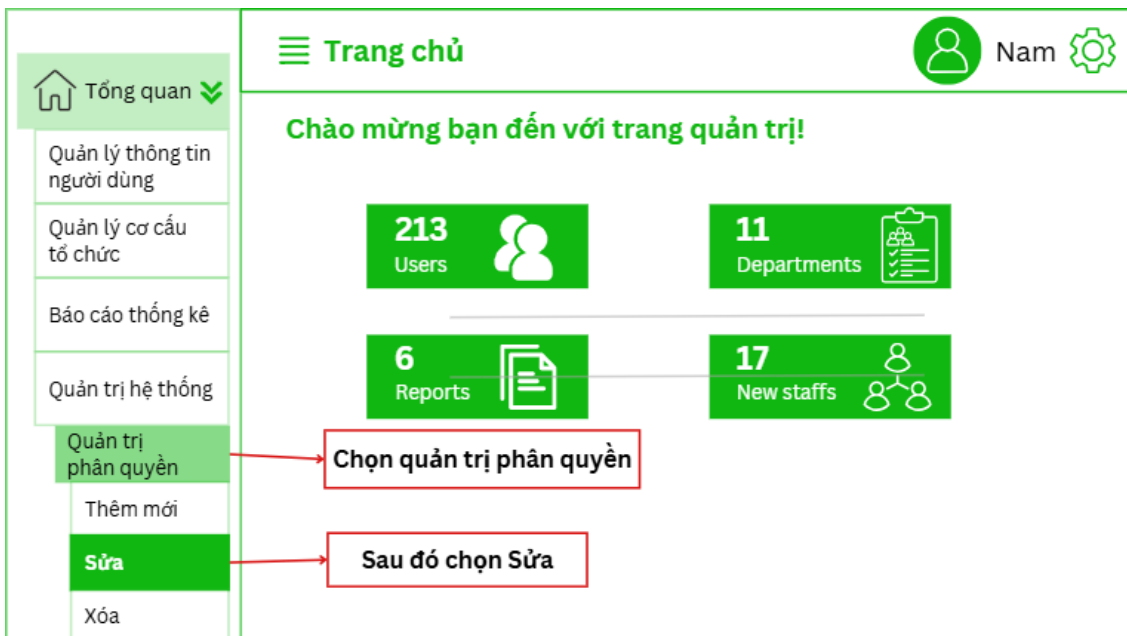 Trang chủ
Nam
Tổng quan
Chào mừng bạn đến với trang quản trị!
Quản lý thông tin
người dùng
Quản lý cơ cấu
tổ chức
Báo cáo thống kê
Quản trị hệ thống
Quản trị
phân quyền
Thêm mới
Sửa
Xóa
213
Users
11
Departments
6
Reports
17
New staffs
Chọn quản trị phân quyền
Sau đó chọn Sửa